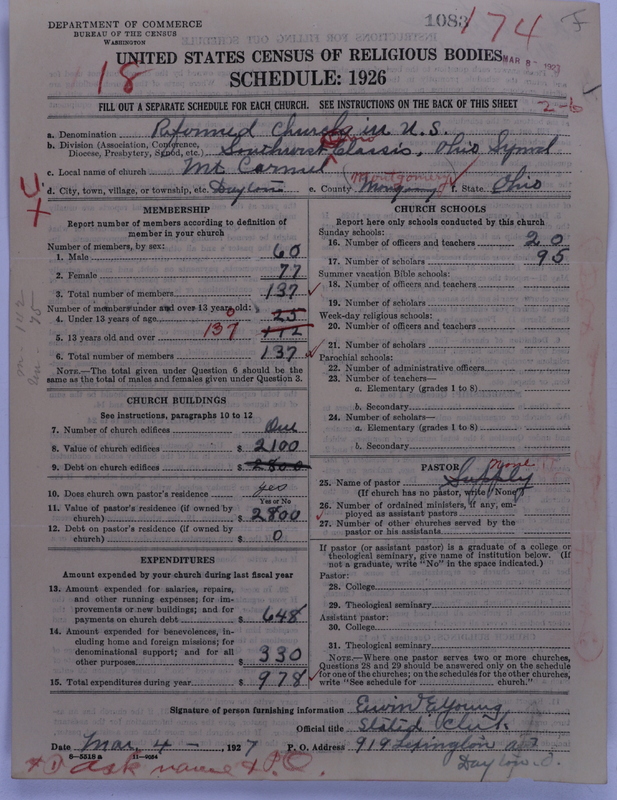 DEPARTMENT OF COMMERCE
BUREAU OF THE CENSUS
WASHINGTON
1083
174
F
18
UNITED STATES CENSUS OF RELIGIOUS BODIES
MAR 8
SCHEDULE: 1926
FILL OUT A SEPARATE SCHEDULE FOR EACH CHURCH. SEE INSTRUCTIONS ON THE BACK OF THIS SHEET
2-6
a. Denomination Reformed Church in U.S.
b. Division (Association, Conference, Diocese, Presbytery, Synod, etc.) Southwest Classis, Ohio Synod
Ohio
c. Local name of church Mt Carmel
Montgomery
d. City, town, village, or township, etc. Dayton e. County Montgomery f. State Ohio
MEMBERSHIP
Report number of members according to definition of member in your church
Number of members, by sex:
1. Male 60
2. Female 77
3. Total number of members 137
Number of members under and over 13 years old:
4. Under 13 years of age 0 25
5. 13 years old and over 137 112
6. Total number of members 137
NOTE.—The total given under Question 6 should be same as the total of males and females given under Question 3.
CHURCH BUILDINGS
See instructions, paragraphs 10 to 12
7. Number of church edifices One
8. Value of church edifices $ 2100
9. Debt on church edifices $ 2800
10. Does church own pastor's residence yes
Yes or No
11. Value of pastor's residence (if owned by church) $ 2800
12. Debt on pastor's residence (if owned by church) $ 0
EXPENDITURES
Amount expended by your church during last fiscal year
13. Amount expended for salaries, repairs, and other running expenses; for improvements or new buildings; and for payments on church debt $ 648
14. Amount expended for benevolences, including home and foreign missions; for denominational support; and for all other purposes $ 330
15. Total expenditures during year $ 978
CHURCH SCHOOLS
Report here only schools conducted by this church
Sunday schools:
16. Number of officers and teachers 20
17. Number of scholars 95
Summer vacation Bible schools:
18. Number of officers and teachers
19. Number of scholars
Week-day religious schools:
20. Number of officers and teachers
21. Number of scholars
Parochial schools:
22. Number of administrative officers
23. Number of teachers—
a. Elementary (grades 1 to 8)
b. Secondary
24. Number of scholars—
a. Elementary (grades 1 to 8)
b. Secondary
PASTOR
none
25. Name of pastor Supply
(If church has no pastor, write "None")
26. Number of ordained ministers, if any, employed as assistant pastors
27. Number of other churches served by the pastor or his assistants
If pastor (or assistant pastor) is a graduate of a college or theological seminary, give name of institution below. (If not a graduate, write "No" in the space indicated.)
Pastor:
28. College
29. Theological seminary
Assistant pastor:
30. College
31. Theological seminary
NOTE.—Where one pastor serves two or more churches, Questions 28 and 29 should be answered only on the schedule for one of the churches; on the schedules for the other churches, write "See schedule for church."
Signature of person furnishing information Erwin E. Young
Official title Stated Clerk
Date Mar, 4 - , 1927 P. O. Address 919 Lexington av
Dayton. O.
8-5518 a 11-9084
ask name & P.O.